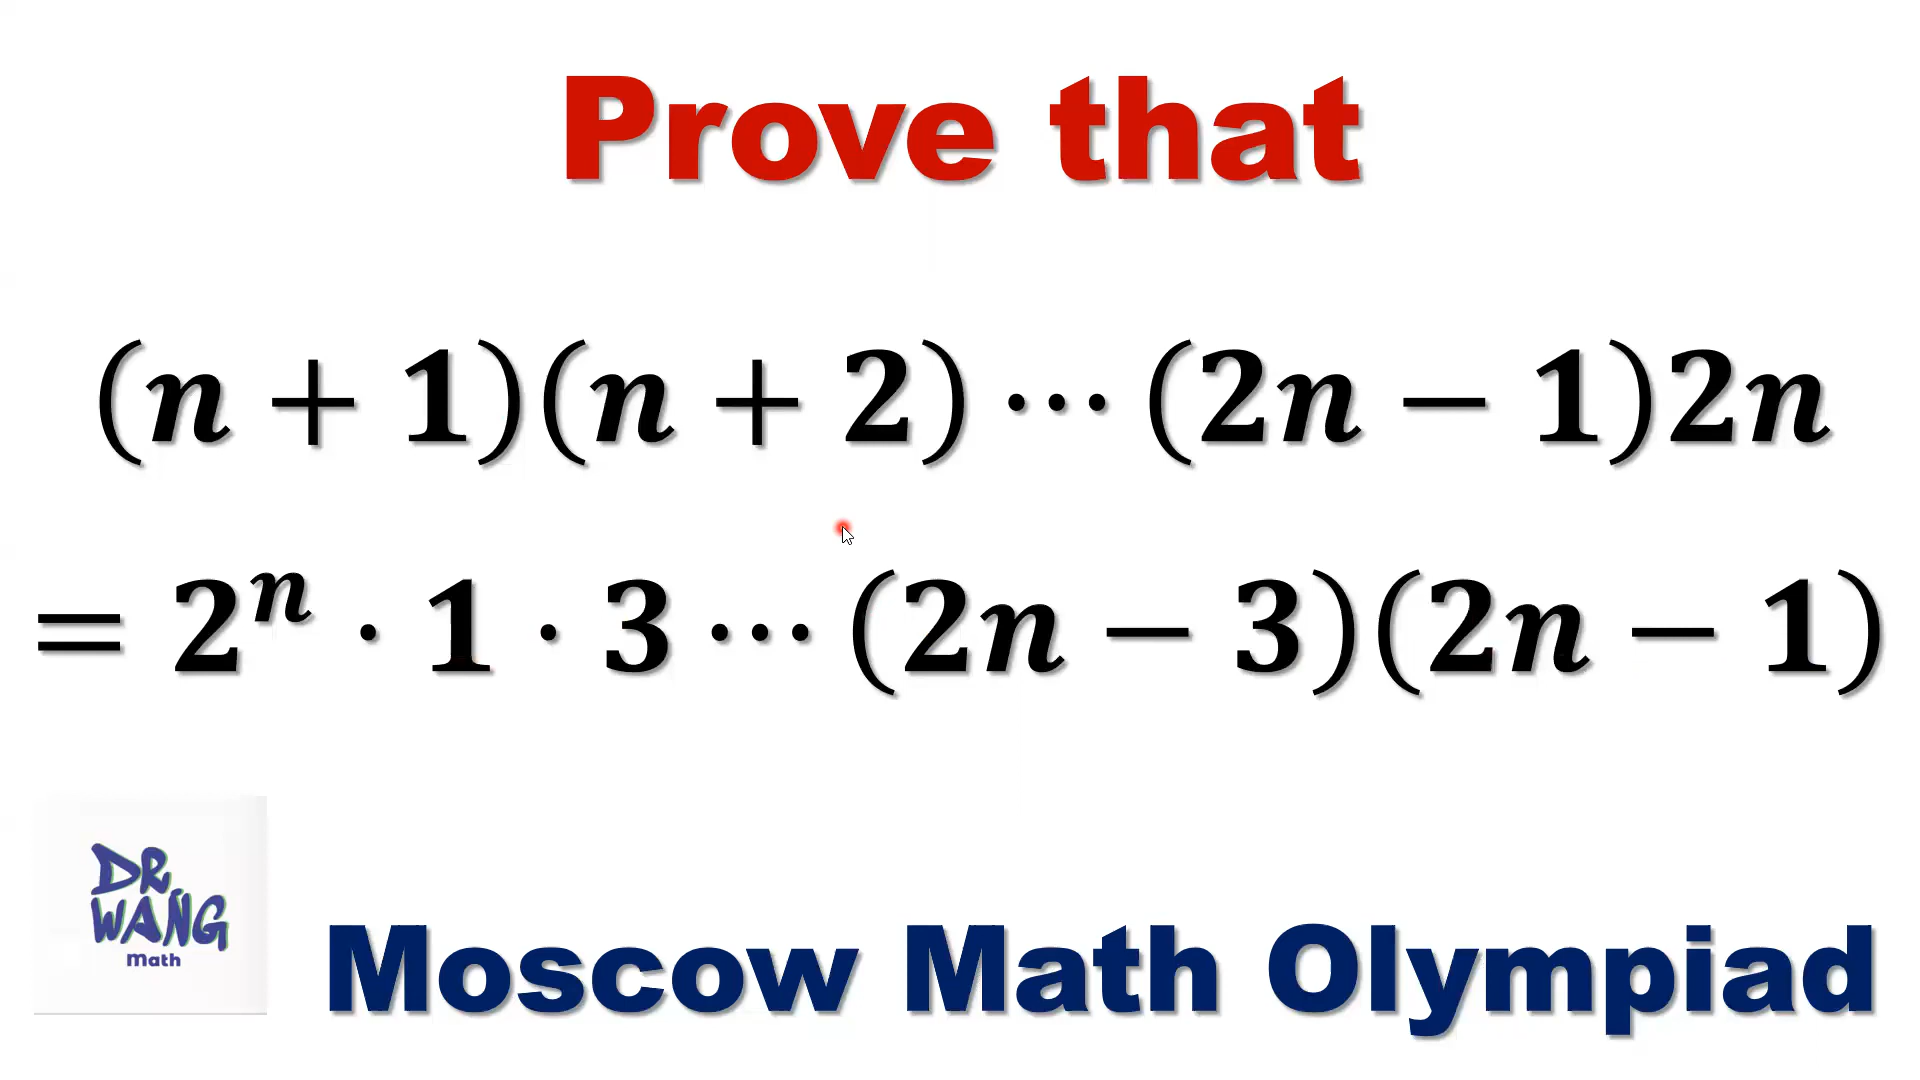 Prove that
(n + 1)(n + 2) ⋯ (2n − 1)2n
= 2ⁿ · 1 · 3 ⋯ (2n − 3)(2n − 1)
DR
WANG
Math
Moscow Math Olympiad